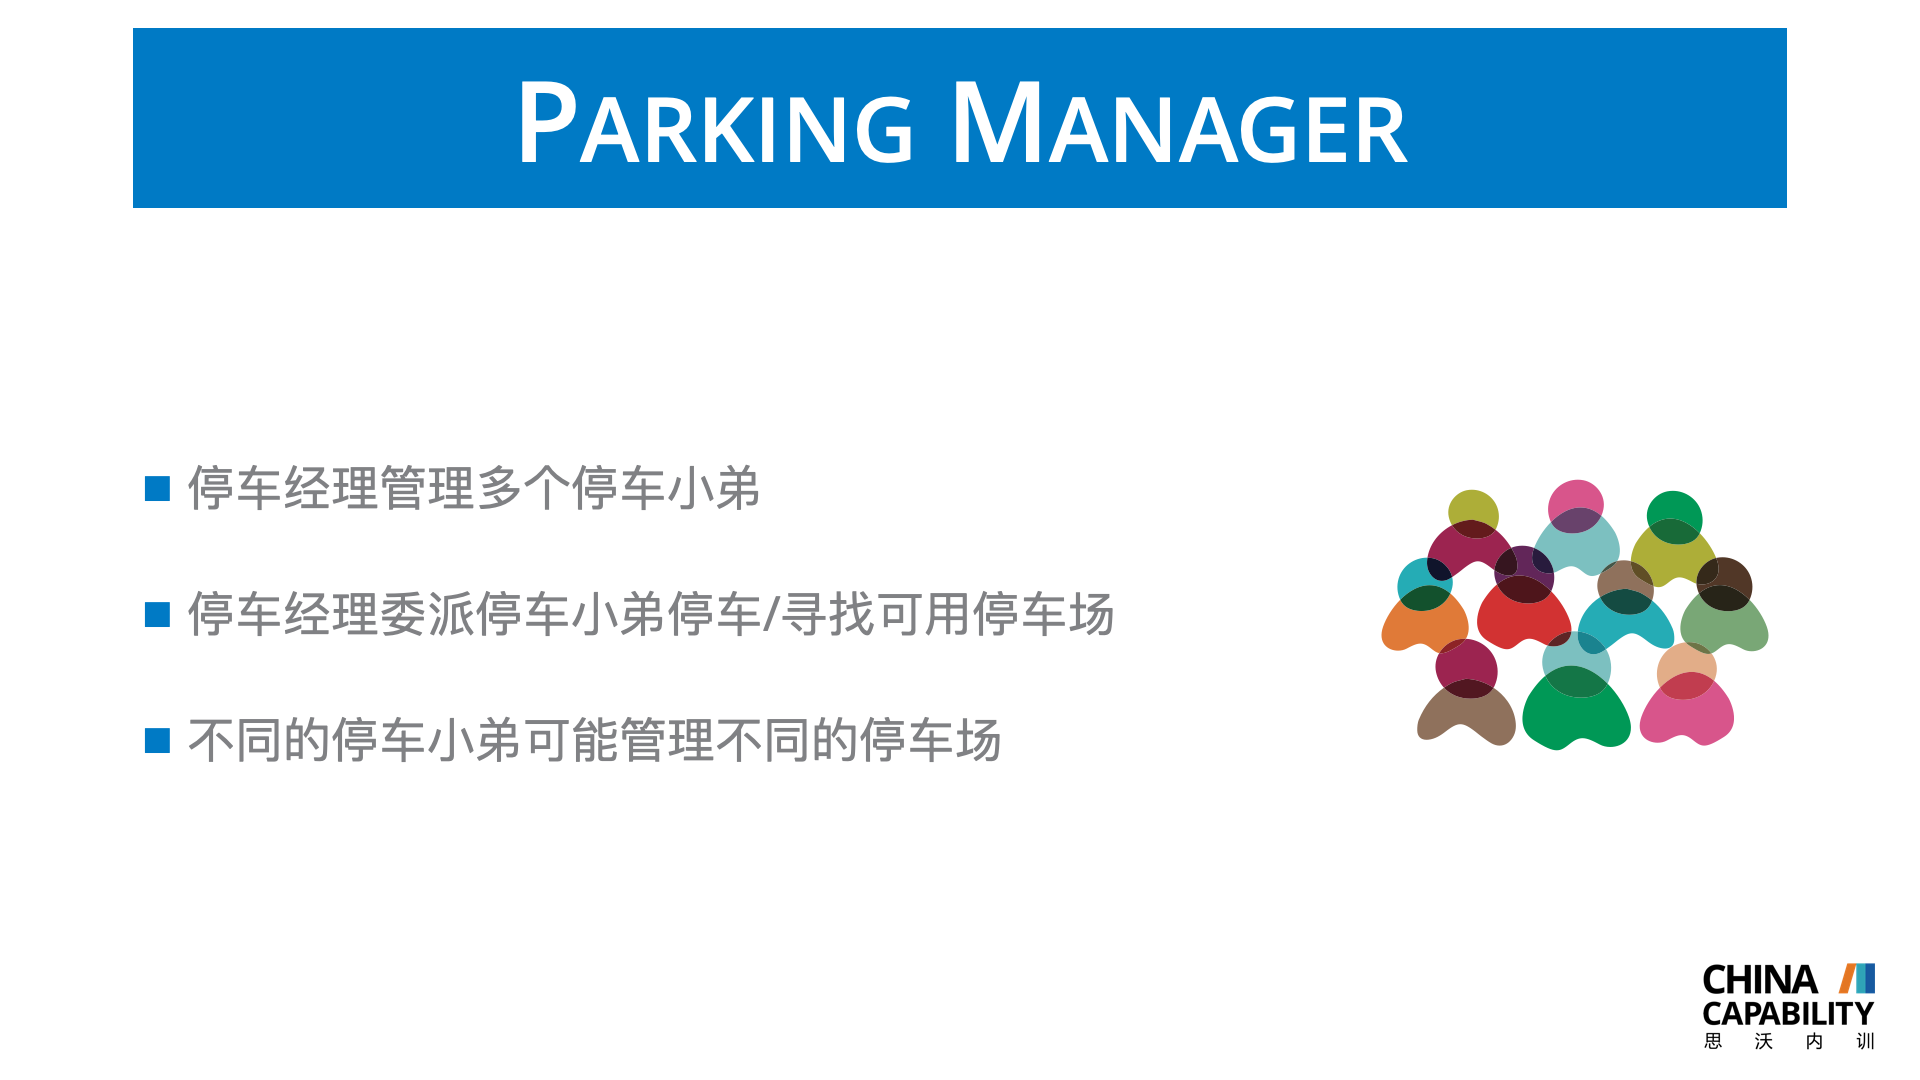 PARKING MANAGER
停车经理管理多个停车小弟
停车经理委派停车小弟停车/寻找可用停车场
不同的停车小弟可能管理不同的停车场
CHINA
CAPABILITY
思沃内训